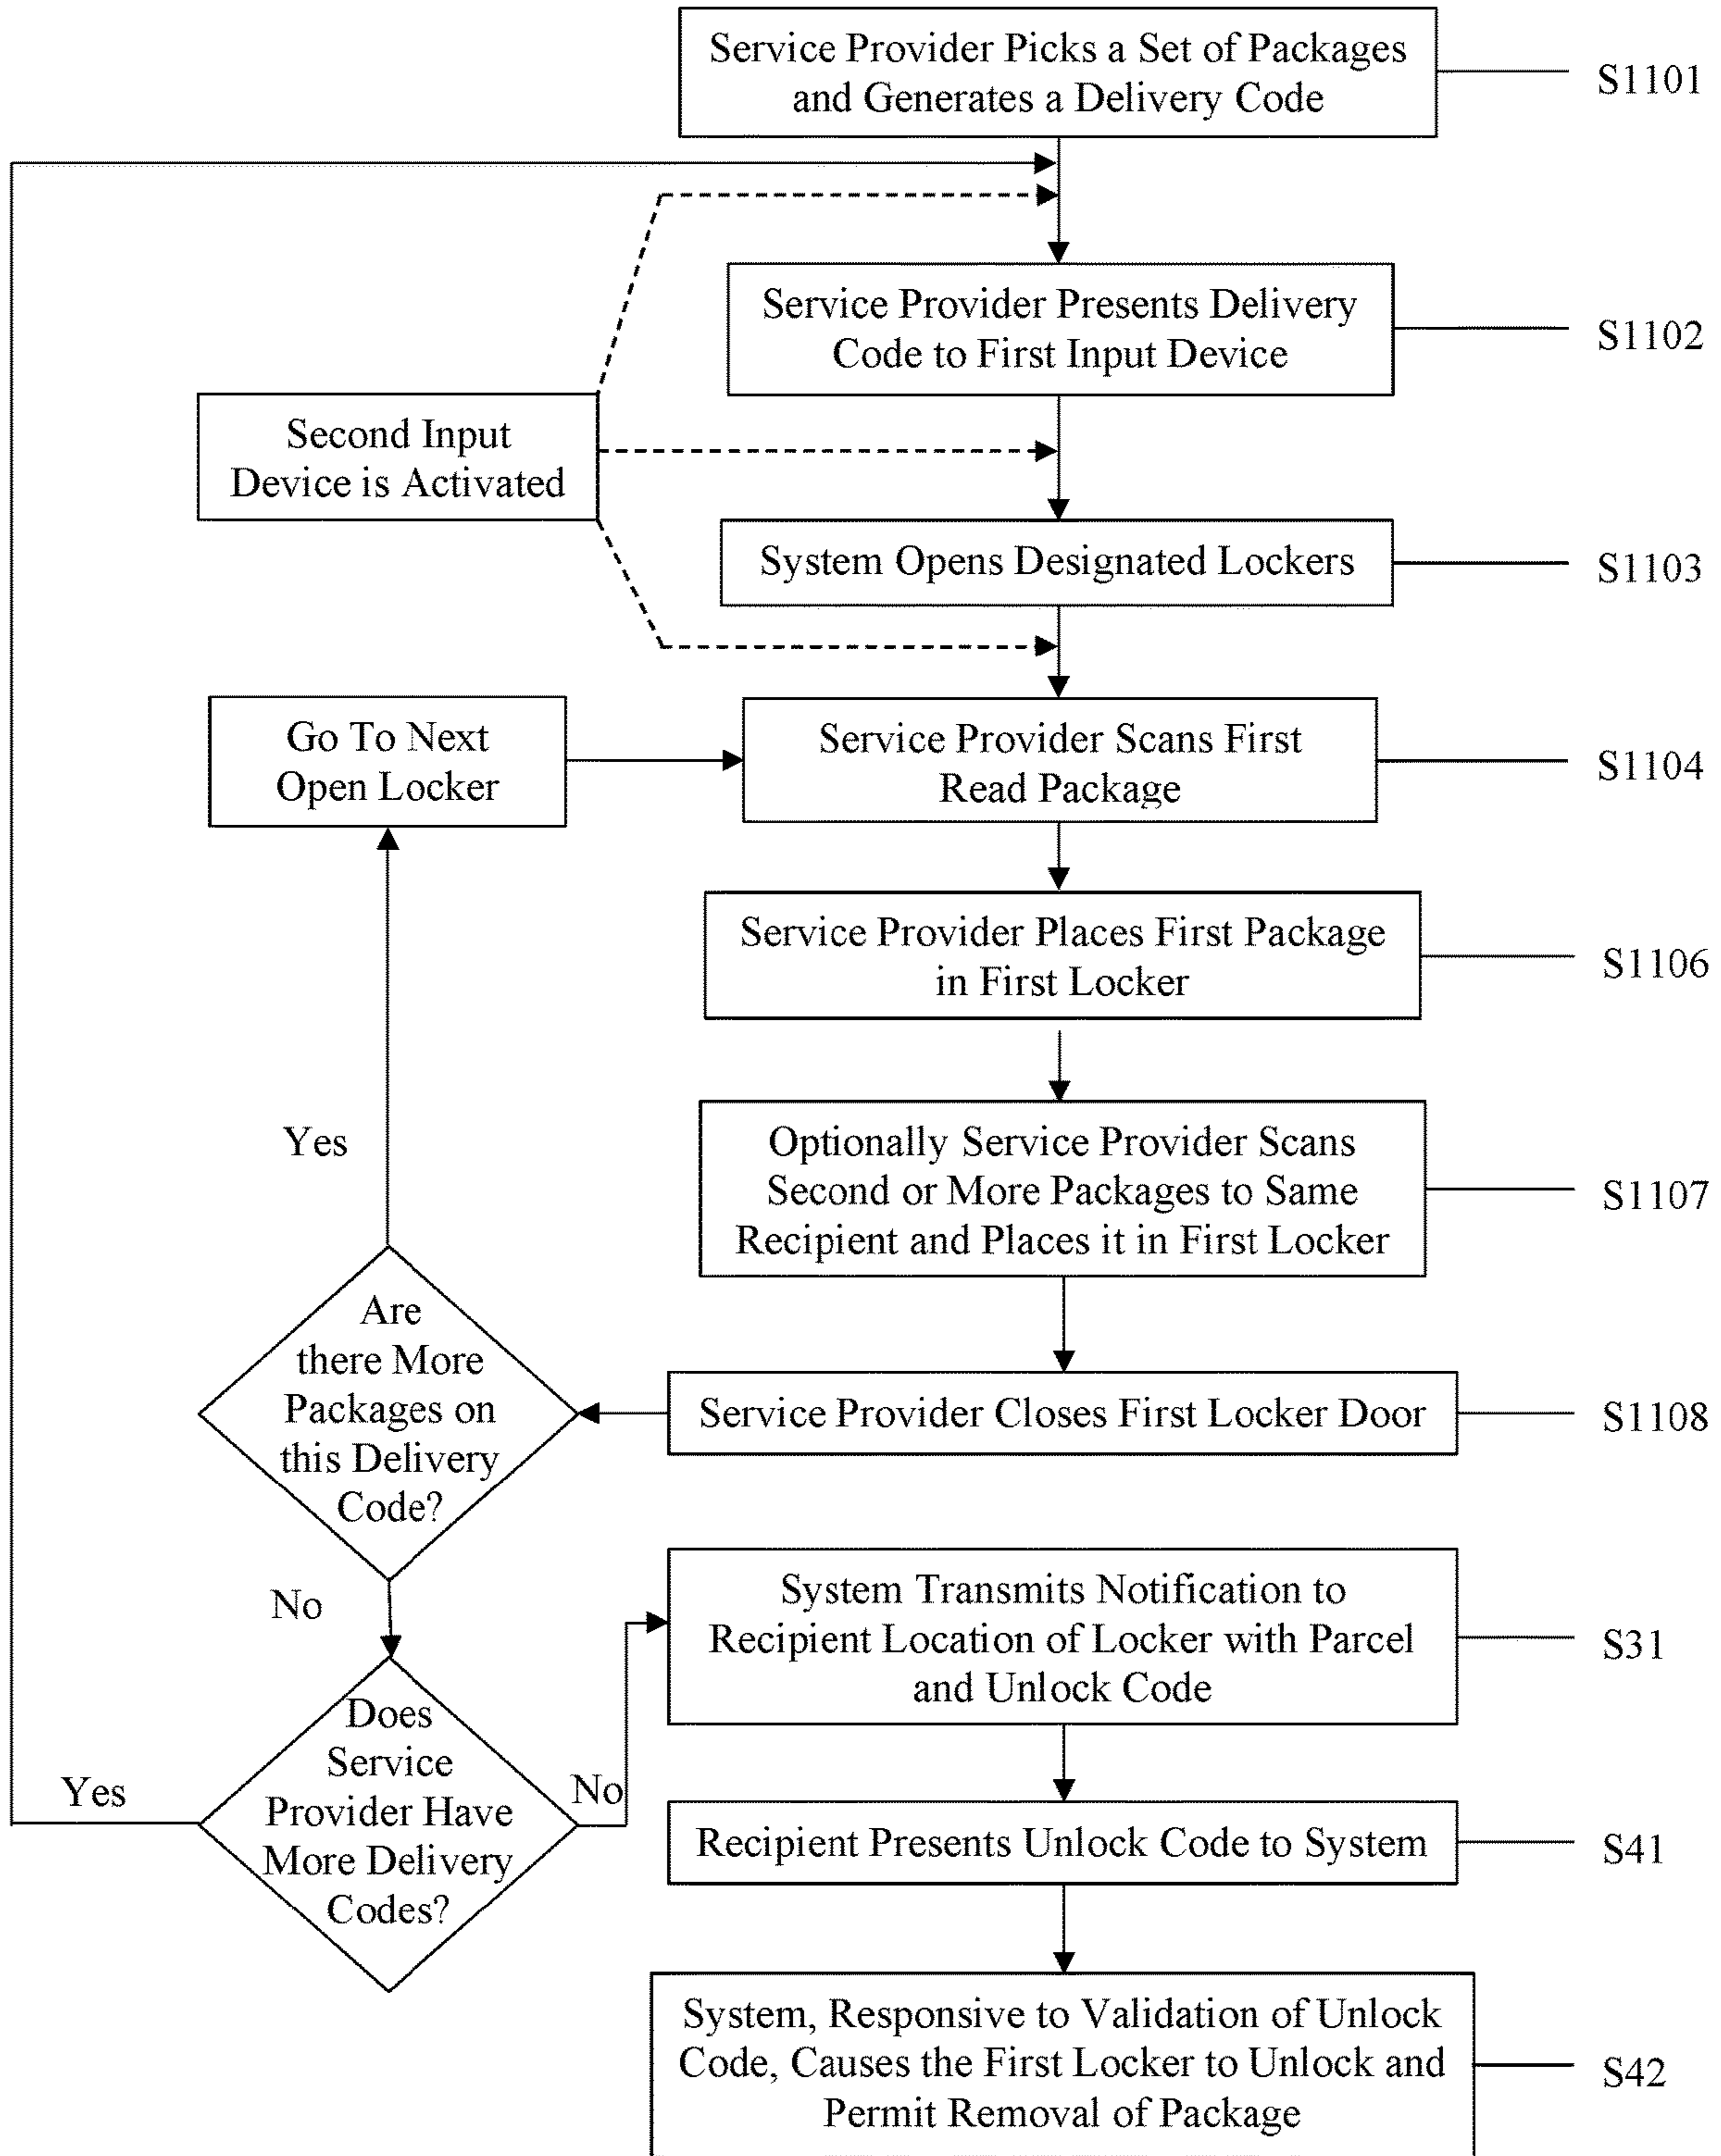 Service Provider Picks a Set of Packages
and Generates a Delivery Code
S1101
Service Provider Presents Delivery
Code to First Input Device
S1102
Second Input
Device is Activated
System Opens Designated Lockers
S1103
Go To Next
Open Locker
Service Provider Scans First
Read Package
S1104
Service Provider Places First Package
in First Locker
S1106
Yes
Optionally Service Provider Scans
Second or More Packages to Same
Recipient and Places it in First Locker
S1107
Are
there More
Packages on
this Delivery
Code?
Service Provider Closes First Locker Door
S1108
No
System Transmits Notification to
Recipient Location of Locker with Parcel
and Unlock Code
S31
Does
Service
Provider Have
More Delivery
Codes?
Yes
No
Recipient Presents Unlock Code to System
S41
System, Responsive to Validation of Unlock
Code, Causes the First Locker to Unlock and
Permit Removal of Package
S42